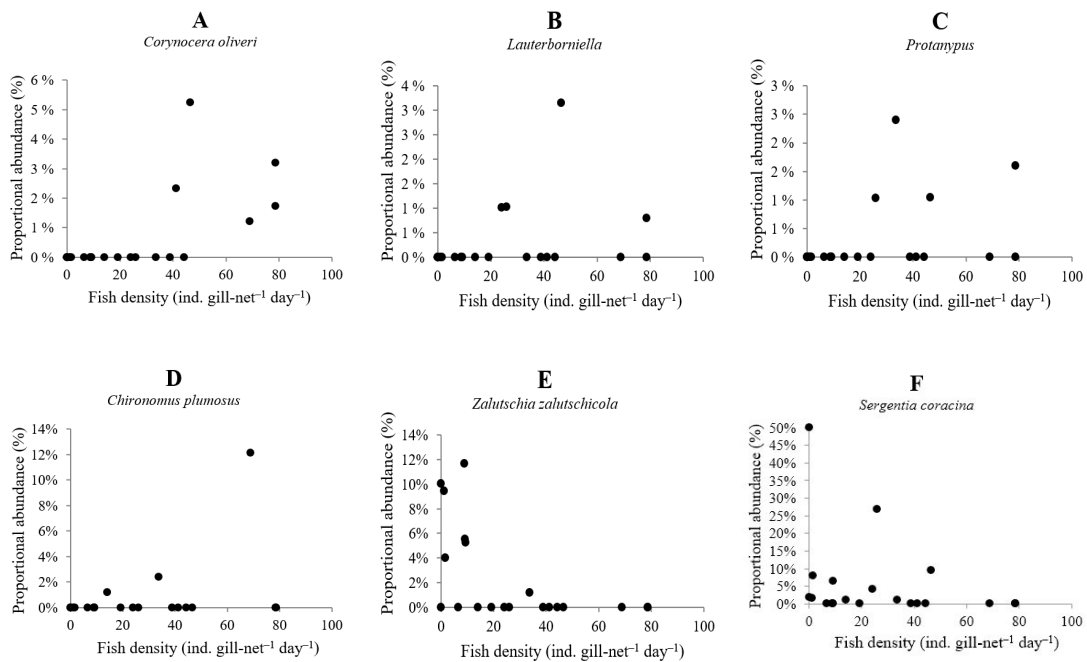 A
Corynocera oliveri
Proportional abundance (%)
6 %
5 %
4 %
3 %
2 %
1 %
0 %
0 20 40 60 80 100
Fish density (ind. gill-net⁻¹ day⁻¹)
B
Lauterborniella
Proportional abundance (%)
4 %
3 %
3 %
2 %
2 %
1 %
1 %
0 %
0 20 40 60 80 100
Fish density (ind. gill-net⁻¹ day⁻¹)
C
Protanypus
Proportional abundance (%)
3 %
3 %
2 %
2 %
1 %
1 %
0 %
0 20 40 60 80 100
Fish density (ind. gill-net⁻¹ day⁻¹)
D
Chironomus plumosus
Proportional abundance (%)
14%
12%
10%
8%
6%
4%
2%
0%
0 20 40 60 80 100
Fish density (ind. gill-net⁻¹ day⁻¹)
E
Zalutschia zalutschicola
Proportional abundance (%)
14%
12%
10%
8%
6%
4%
2%
0%
0 20 40 60 80 100
Fish density (ind. gill-net⁻¹ day⁻¹)
F
Sergentia coracina
Proportional abundance (%)
50%
45%
40%
35%
30%
25%
20%
15%
10%
5%
0%
0 20 40 60 80 100
Fish density (ind. gill-net⁻¹ day⁻¹)